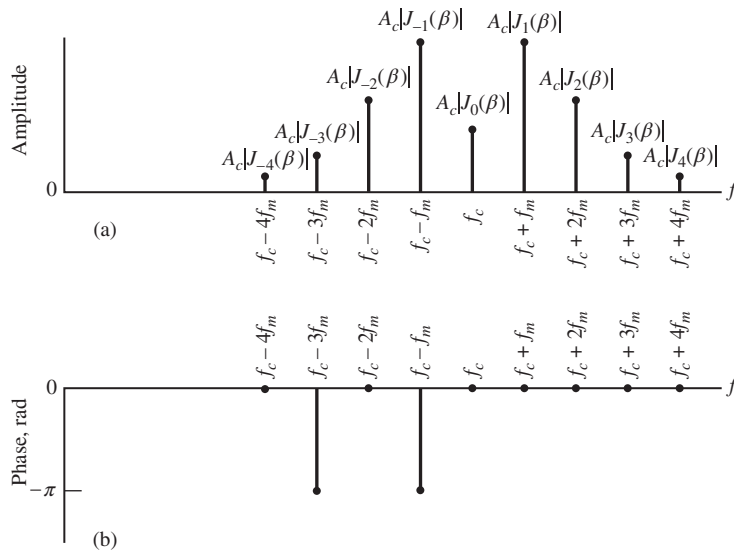 A_c|J_{−1}(β)|
A_c|J_1(β)|
A_c|J_{−2}(β)|
A_c|J_0(β)|
A_c|J_2(β)|
A_c|J_{−3}(β)|
A_c|J_3(β)|
A_c|J_{−4}(β)|
A_c|J_4(β)|
Amplitude
0
f
f_c − 4f_m
f_c − 3f_m
f_c − 2f_m
f_c − f_m
f_c
f_c + f_m
f_c + 2f_m
f_c + 3f_m
f_c + 4f_m
(a)
f_c − 4f_m
f_c − 3f_m
f_c − 2f_m
f_c − f_m
f_c
f_c + f_m
f_c + 2f_m
f_c + 3f_m
f_c + 4f_m
0
f
Phase, rad
−π
(b)